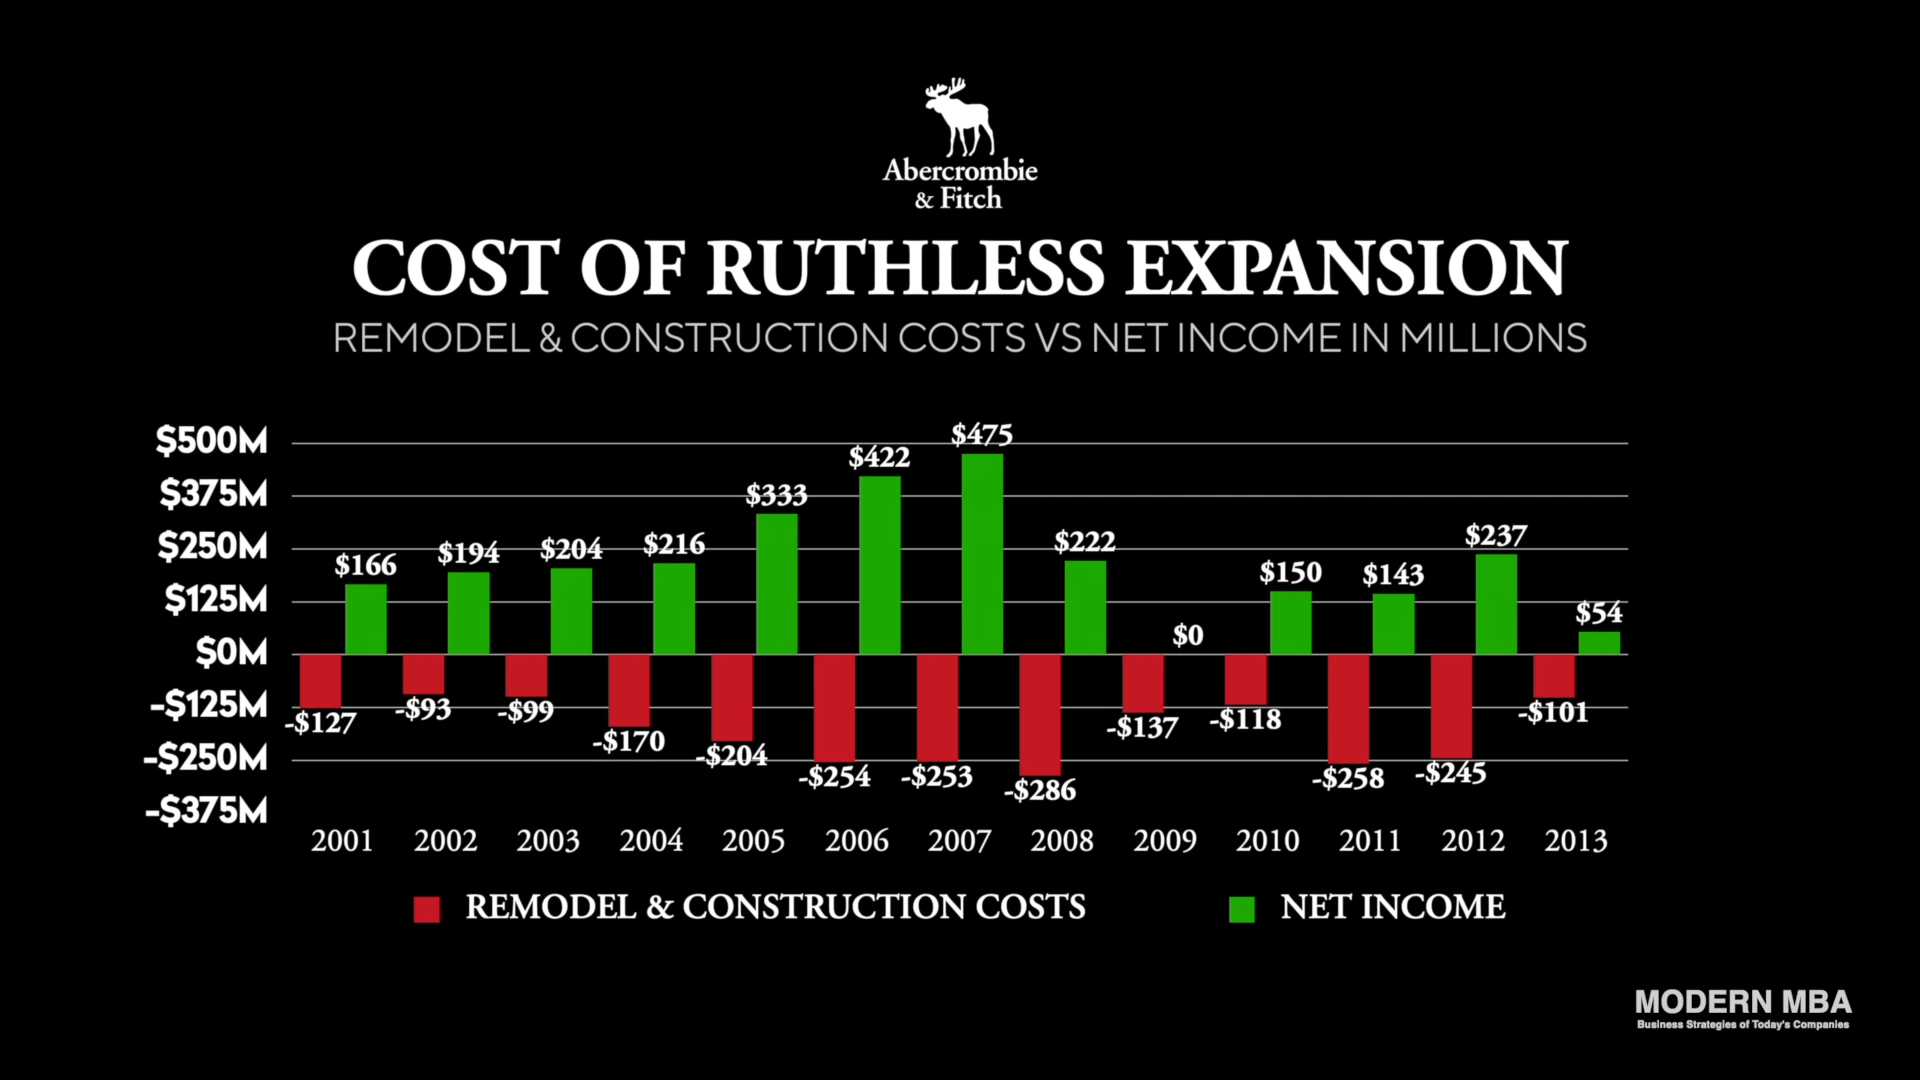 Abercrombie
& Fitch
COST OF RUTHLESS EXPANSION
REMODEL & CONSTRUCTION COSTS VS NET INCOME IN MILLIONS
$500M
$375M
$250M
$125M
$0M
-$125M
-$250M
-$375M
$166
$194
$204
$216
$333
$422
$475
$222
$0
$150
$143
$237
$54
-$127
-$93
-$99
-$170
-$204
-$254
-$253
-$286
-$137
-$118
-$258
-$245
-$101
2001 2002 2003 2004 2005 2006 2007 2008 2009 2010 2011 2012 2013
REMODEL & CONSTRUCTION COSTS NET INCOME
MODERN MBA
Business Strategies of Today's Companies